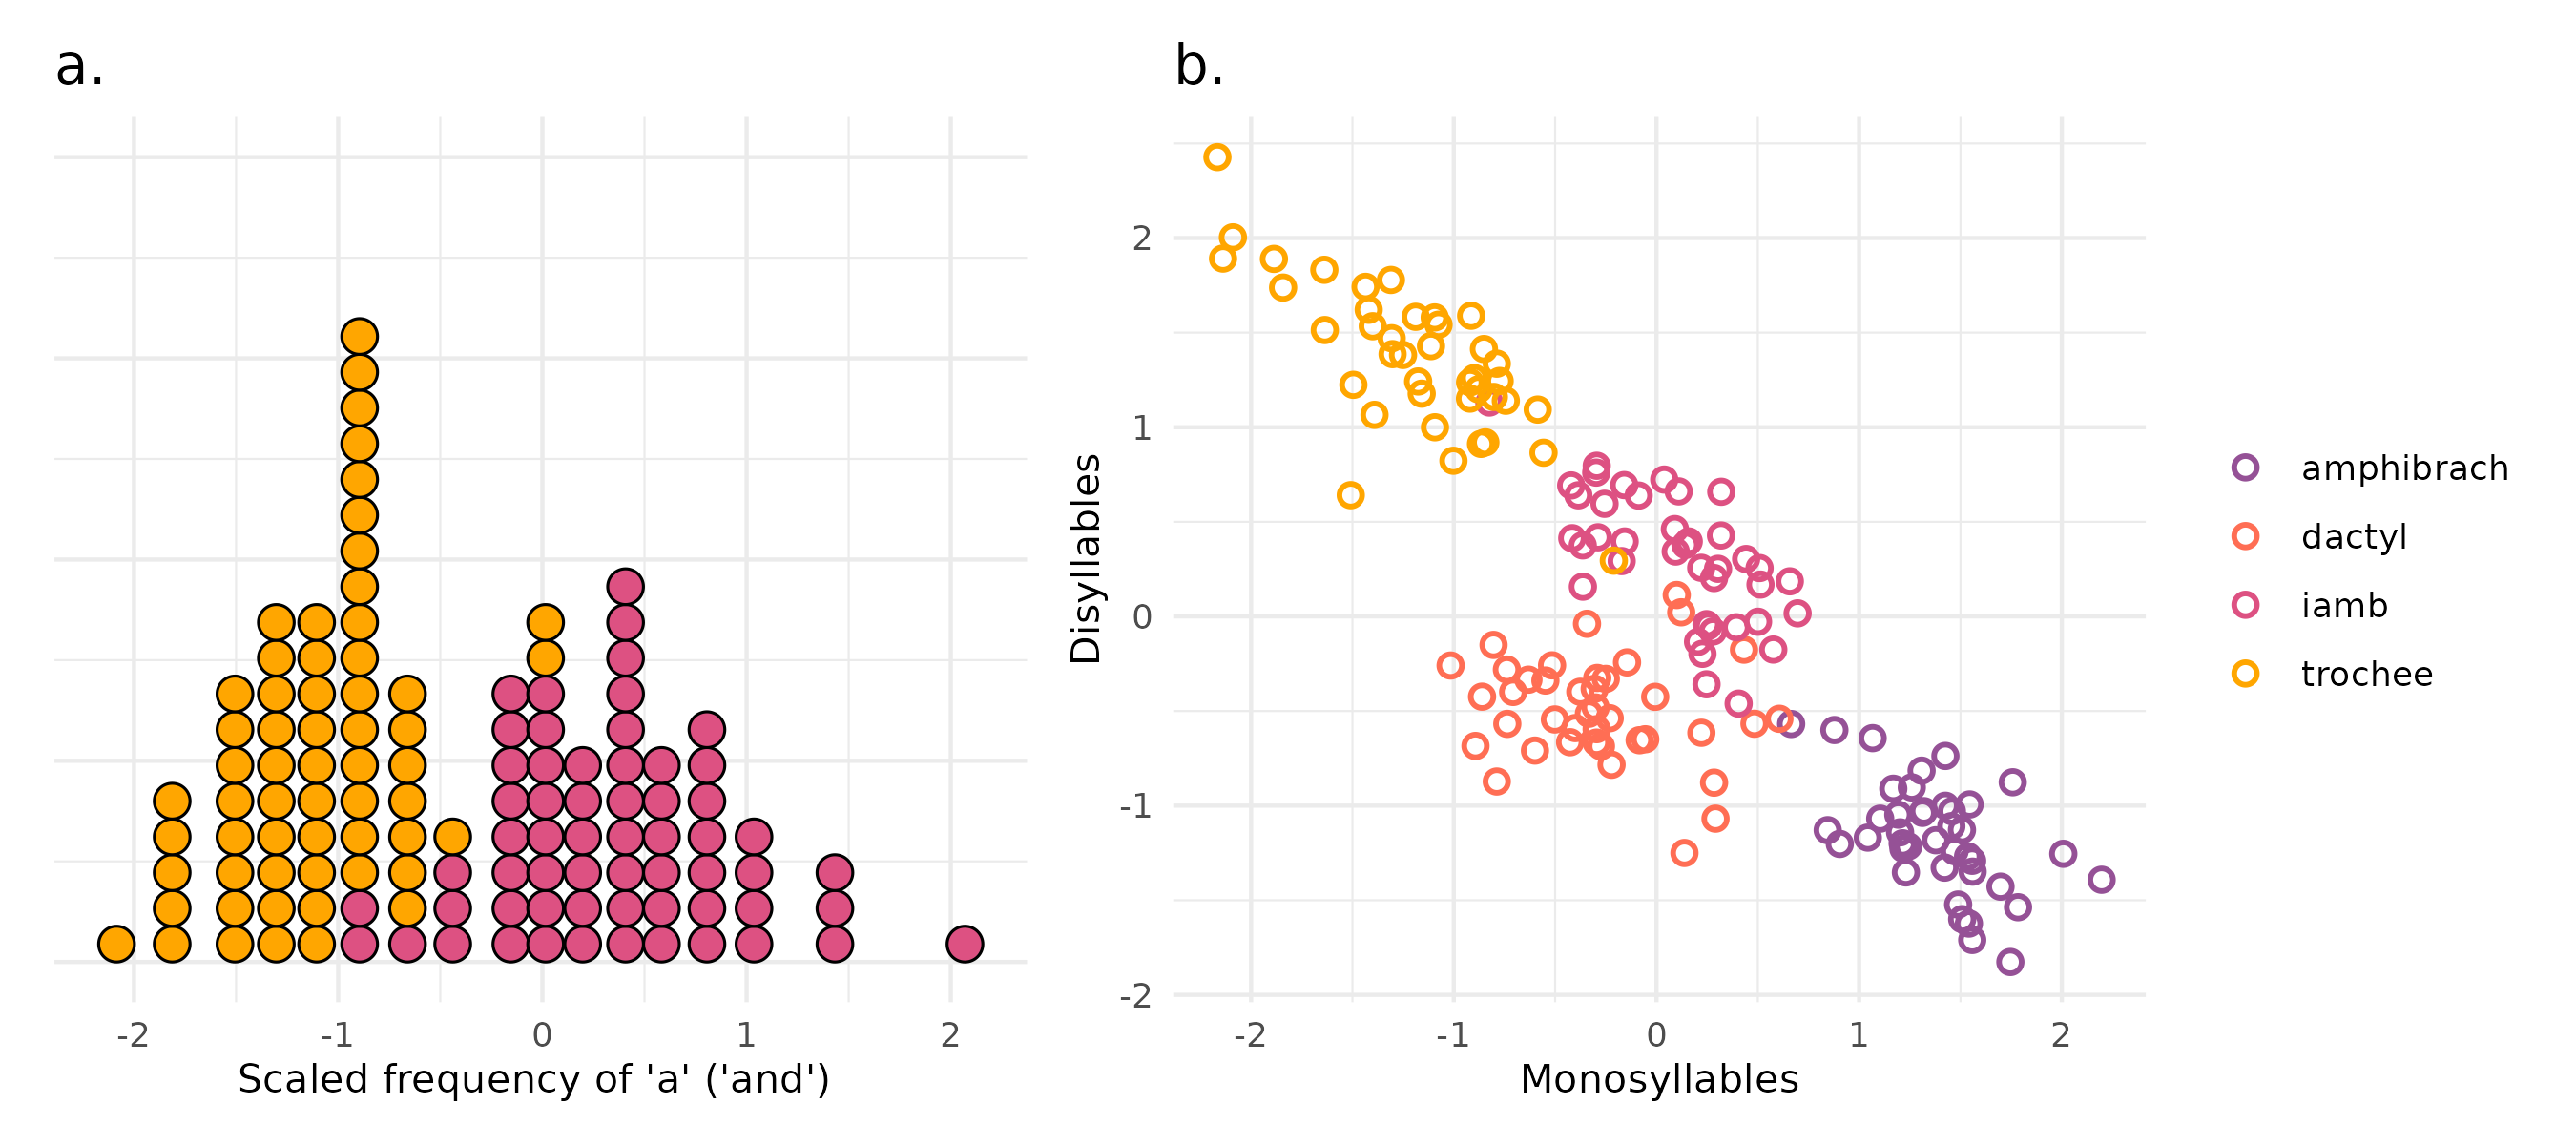 a.
-2 -1 0 1 2
Scaled frequency of 'a' ('and')
b.
Disyllables
2
1
0
-1
-2
-2 -1 0 1 2
Monosyllables
amphibrach
dactyl
iamb
trochee